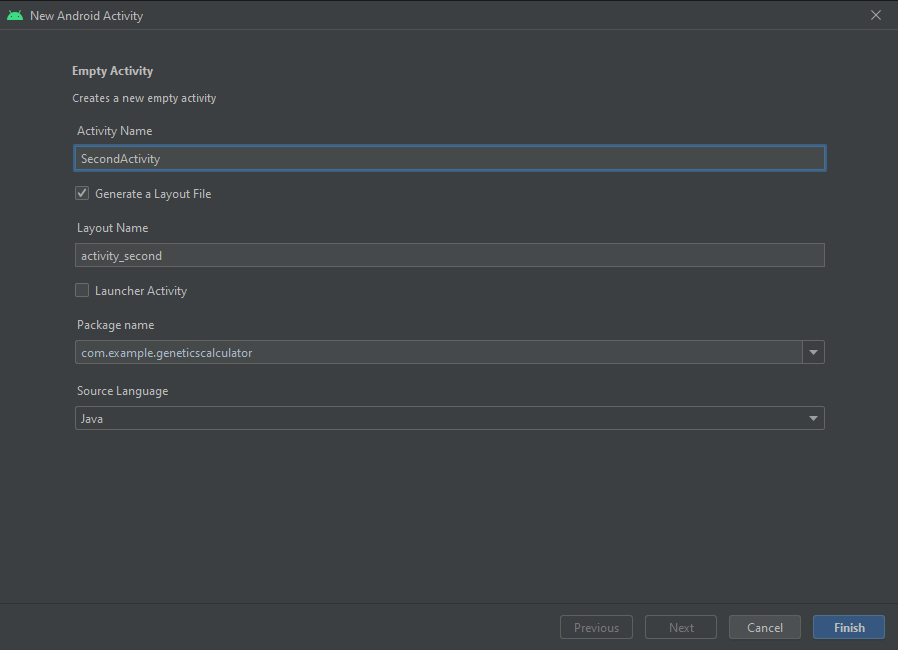 New Android Activity
Empty Activity
Creates a new empty activity
Activity Name
SecondActivity
Generate a Layout File
Layout Name
activity_second
Launcher Activity
Package name
com.example.geneticscalculator
Source Language
Java
Previous Next Cancel Finish